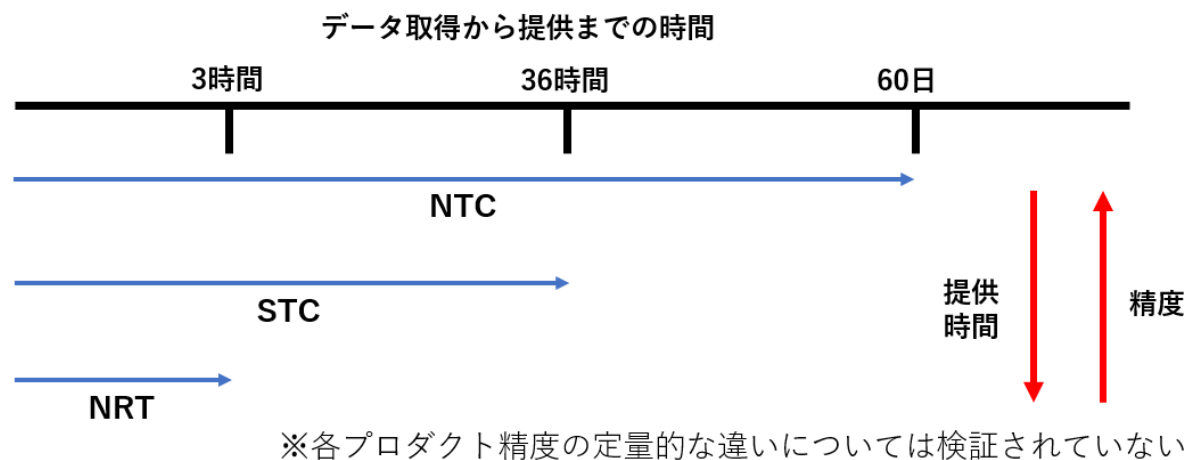 データ取得から提供までの時間
3時間 36時間 60日
NTC
STC
NRT
提供
時間
精度
※各プロダクト精度の定量的な違いについては検証されていない